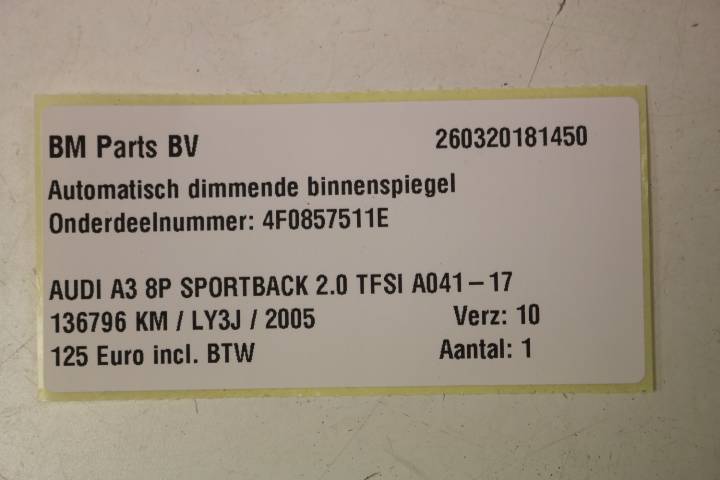 BM Parts BV 260320181450
Automatisch dimmende binnenspiegel
Onderdeelnummer: 4F0857511E
AUDI A3 8P SPORTBACK 2.0 TFSI A041-17
136796 KM / LY3J / 2005 Verz: 10
125 Euro incl. BTW Aantal: 1